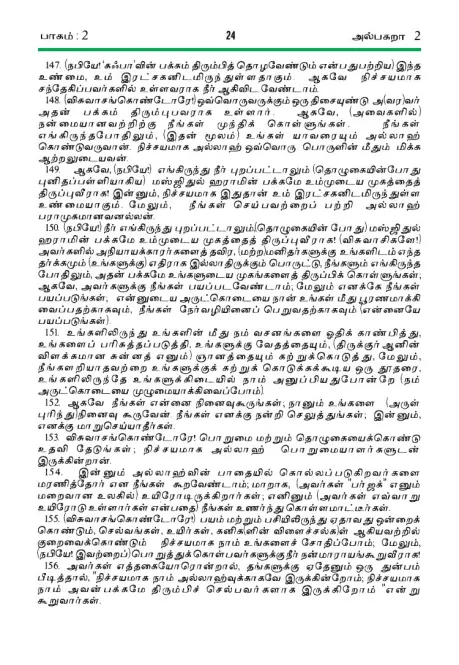 பாகம் : 2 24 அல்பகறா 2
147. (நபியே! 'கஃபா'வின் பக்கம் திரும்பித் தொழவேண்டும் என்பதுபற்றிய) இந்த
உண்மை, உம் இரட்சகனிடமிருந்துள்ளதாகும். ஆகவே நிச்சயமாக
சந்தேகிப்பவர்களில் உள்ளவராக நீர் ஆகிவிட வேண்டாம்.
148. (விசுவாசங்கொண்டோரே!) ஒவ்வொருவருக்கும் ஒரு திசையுண்டு அ(வர)வர்
அதன் பக்கம் திரும்புபவராக உள்ளார். ஆகவே, (அவைகளில்)
நன்மையானவற்றிற்கு நீங்கள் முந்திக் கொள்ளுங்கள். நீங்கள்
எங்கிருந்தபோதிலும், (இதன் மூலம்) உங்கள் யாவரையும் அல்லாஹ்
கொண்டுவருவான். நிச்சயமாக அல்லாஹ் ஒவ்வொரு பொருளின் மீதும் மிக்க
ஆற்றலுடையவன்.
149. ஆகவே, (நபியே!) எங்கிருந்து நீர் புறப்பட்டாலும் (தொழுகையின்போது
புனிதப்பள்ளியாகிய) மஸ்ஜிதுல் ஹராமின் பக்கமே உம்முடைய முகத்தைத்
திருப்புவீராக! இன்னும், நிச்சயமாக இதுதான் உம் இரட்சகனிடமிருந்துள்ள
உண்மையாகும். மேலும், நீங்கள் செய்பவற்றைப் பற்றி அல்லாஹ்
பராமுகமானவனல்லன்.
150. (நபியே!) நீர் எங்கிருந்து புறப்பட்டாலும்(தொழுகையின் போது) மஸ்ஜிதுல்
ஹராமின் பக்கமே உம்முடைய முகத்தைத் திருப்புவீராக! (விசுவாசிகளே!)
அவர்களில் அநியாயக்காரர்களைத் தவிர, (மற்ற)மனிதர்களுக்கு உங்களிடம் எந்த
தர்க்கமும் (உங்களுக்கு) எதிராக இல்லாதிருக்கும் பொருட்டு, நீங்களும் எங்கிருந்த
போதிலும், அதன் பக்கமே உங்களுடைய முகங்களைத் திருப்பிக் கொள்ளுங்கள்;
ஆகவே, அவர்களுக்கு நீங்கள் பயப்படவேண்டாம்; மேலும் எனக்கே நீங்கள்
பயப்படுங்கள்; என்னுடைய அருட்கொடையை நான் உங்கள் மீது பூரணமாக்கி
வைப்பதற்காகவும், நீங்கள் நேர்வழியினைப் பெறுவதற்காகவும் (என்னையே
பயப்படுங்கள்).
151. உங்களிலிருந்து உங்களின் மீது நம் வசனங்களை ஓதிக் காண்பித்து,
உங்களைப் பரிசுத்தப்படுத்தி, உங்களுக்கு வேதத்தையும், (திருக்குர்ஆனின்
விளக்கமான சுன்னத் எனும்) ஞானத்தையும் கற்றுக்கொடுத்து, மேலும்,
நீங்களறியாதவற்றை உங்களுக்குக் கற்றுக் கொடுக்கக்கூடிய ஒரு தூதரை,
உங்களிலிருந்தே உங்களுக்கிடையில் நாம் அனுப்பியதுபோன்றே (நம்
அருட்கொடையை முழுமையாக்கிவைப்போம்).
152. ஆகவே நீங்கள் என்னை நினைவுகூருங்கள்; நானும் உங்களை (அருள்
புரிந்து)நினைவு கூருவேன். நீங்கள் எனக்கு நன்றி செலுத்துங்கள்; இன்னும்,
எனக்கு மாறுசெய்யாதீர்கள்.
153. விசுவாசங்கொண்டோரே! பொறுமை மற்றும் தொழுகையைக்கொண்டு
உதவி தேடுங்கள்; நிச்சயமாக அல்லாஹ் பொறுமையாளர்களுடன்
இருக்கின்றான்.
154. இன்னும் அல்லாஹ்வின் பாதையில் கொல்லப்படுகிறவர்களை
மரணித்தோர் என நீங்கள் கூறவேண்டாம்; மாறாக, (அவர்கள் "பர்ஜக்" எனும்
மறைவான உலகில்) உயிரோடிருக்கிறார்கள்; எனினும் (அவர்கள் எவ்வாறு
உயிரோடு உள்ளார்கள் என்பதை) நீங்கள் உணர்ந்து கொள்ளமாட்டீர்கள்.
155. (விசுவாசங்கொண்டோரே!) பயம் மற்றும் பசியிலிருந்து ஏதாவது ஒன்றைக்
கொண்டும், செல்வங்கள், உயிர்கள், கனிகளின் விளைச்சல்கள் ஆகியவற்றில்
குறைவைக்கொண்டும் நிச்சயமாக நாம் உங்களைச் சோதிப்போம்; மேலும்,
(நபியே! இவற்றைப்) பொறுத்துக்கொள்பவர்களுக்கு நீர் நன்மாராயங்கூறுவீராக!
156. அவர்கள் எத்தகையோரென்றால், தங்களுக்கு ஏதேனும் ஒரு துன்பம்
பீடித்தால், "நிச்சயமாக நாம் அல்லாஹ்வுக்காகவே இருக்கின்றோம்; நிச்சயமாக
நாம் அவன்பக்கமே திரும்பிச் செல்பவர்களாக இருக்கிறோம் "என்று
கூறுவார்கள்.